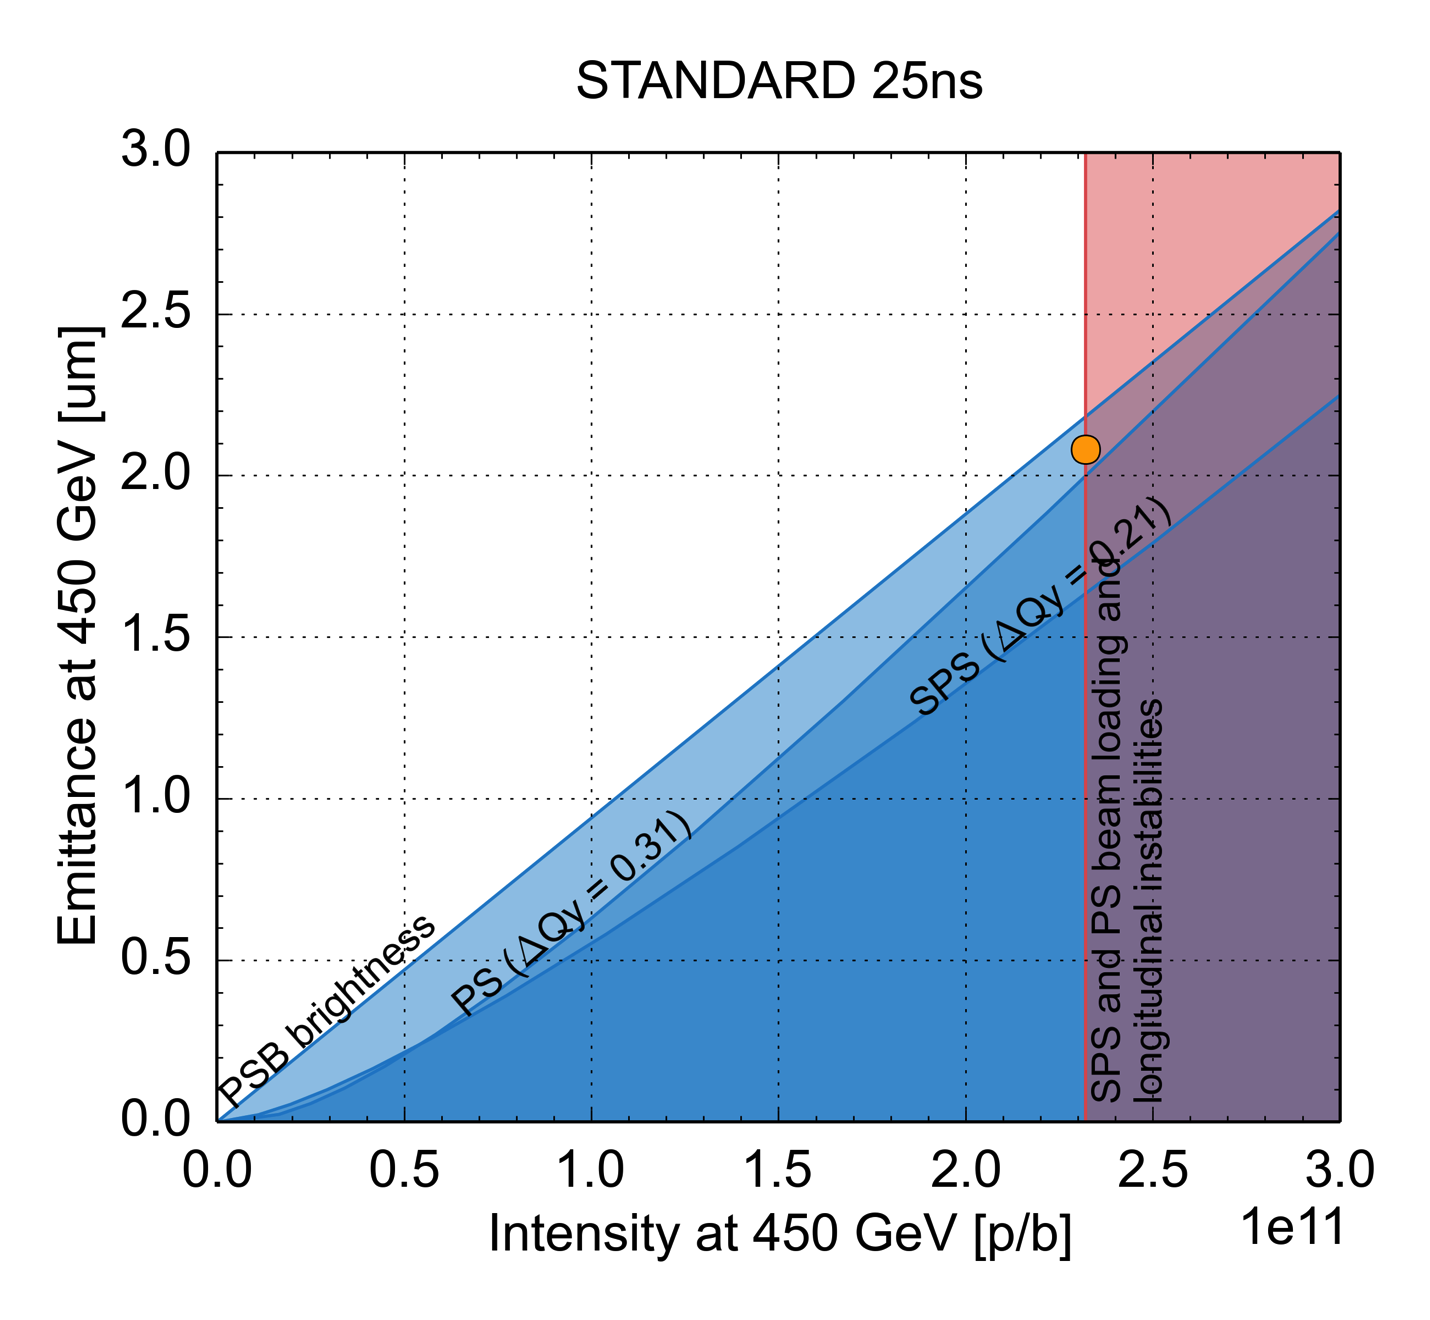 STANDARD 25ns
3.0
2.5
2.0
1.5
1.0
0.5
0.0
Emittance at 450 GeV [um]
PSB brightness
PS (ΔQy = 0.31)
SPS (ΔQy = 0.21)
SPS and PS beam loading and
longitudinal instabilities
0.0 0.5 1.0 1.5 2.0 2.5 3.0
Intensity at 450 GeV [p/b]
1e11